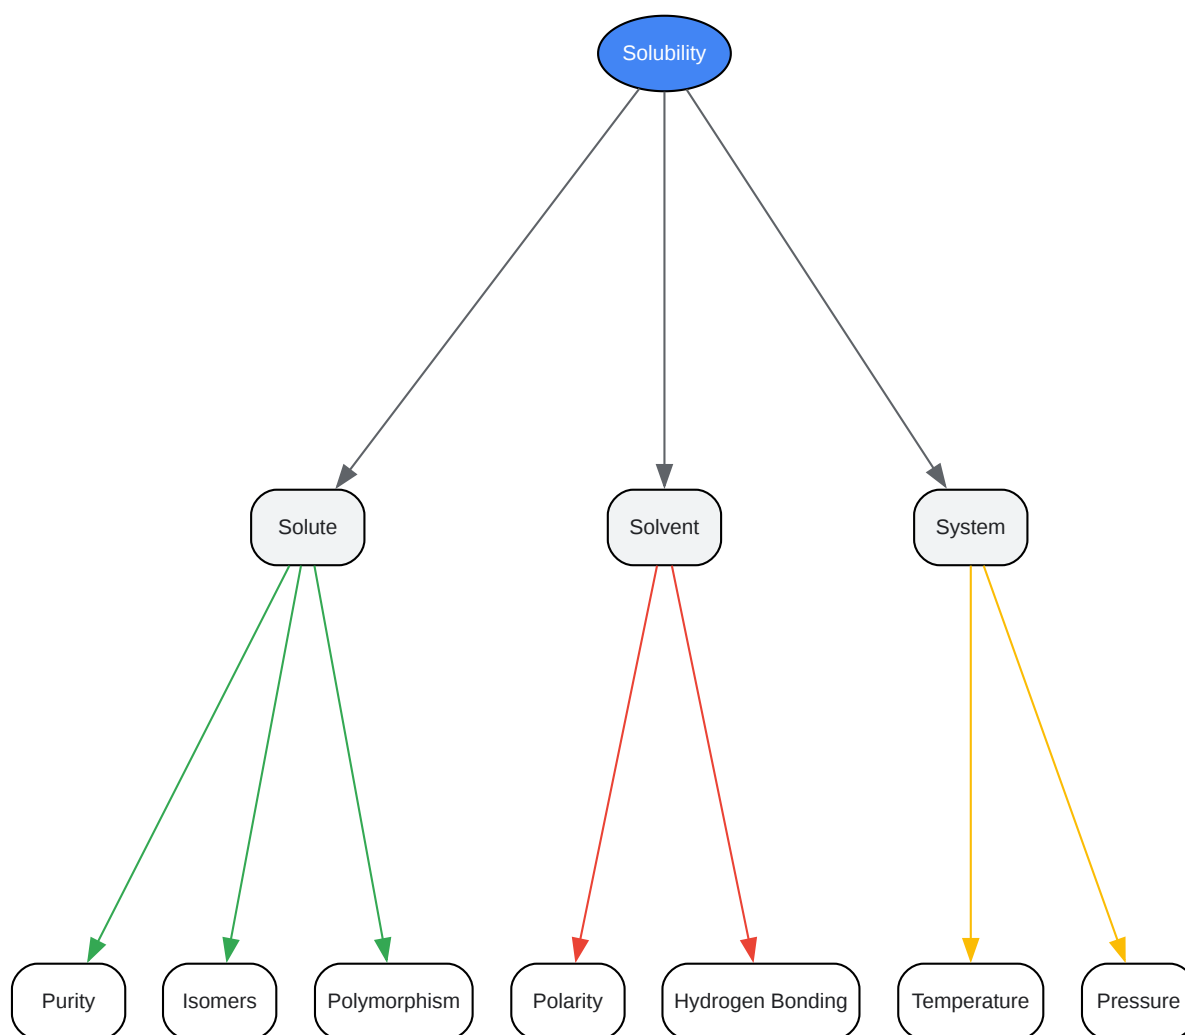 Solubility
Solute
Solvent
System
Purity
Isomers
Polymorphism
Polarity
Hydrogen Bonding
Temperature
Pressure